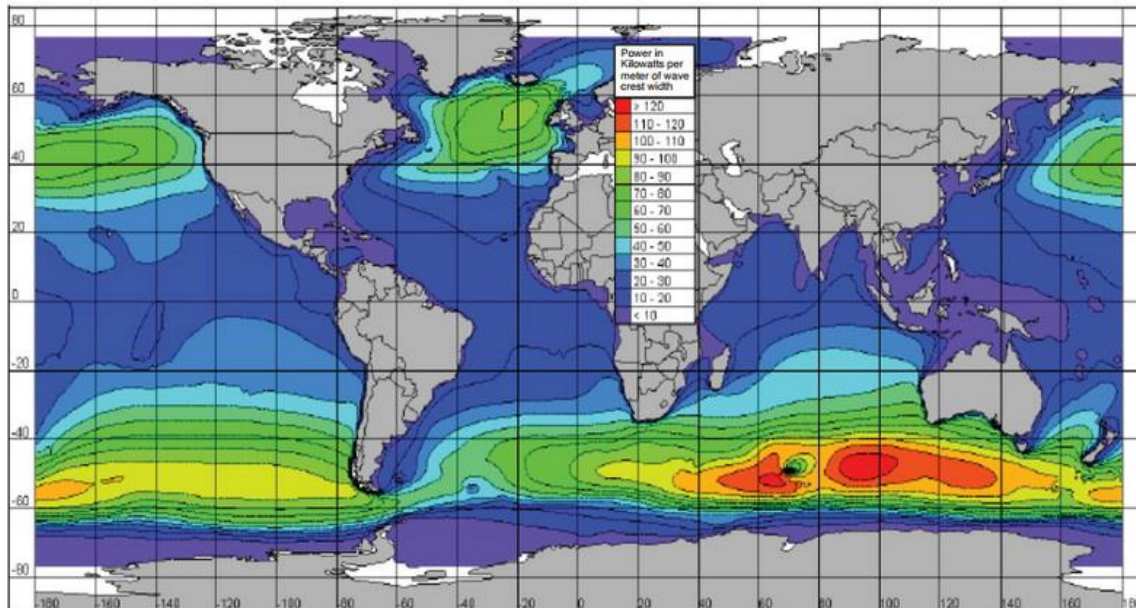 80
60
40
20
0
-20
-40
-60
-80
Power in
Kilowatts per
meter of wave
crest width
> 120
110 - 120
100 - 110
90 - 100
80 - 90
70 - 80
60 - 70
50 - 60
40 - 50
30 - 40
20 - 30
10 - 20
< 10
-180 -160 -140 -120 -100 -80 -60 -40 -20 0 20 40 60 80 100 120 140 160 180